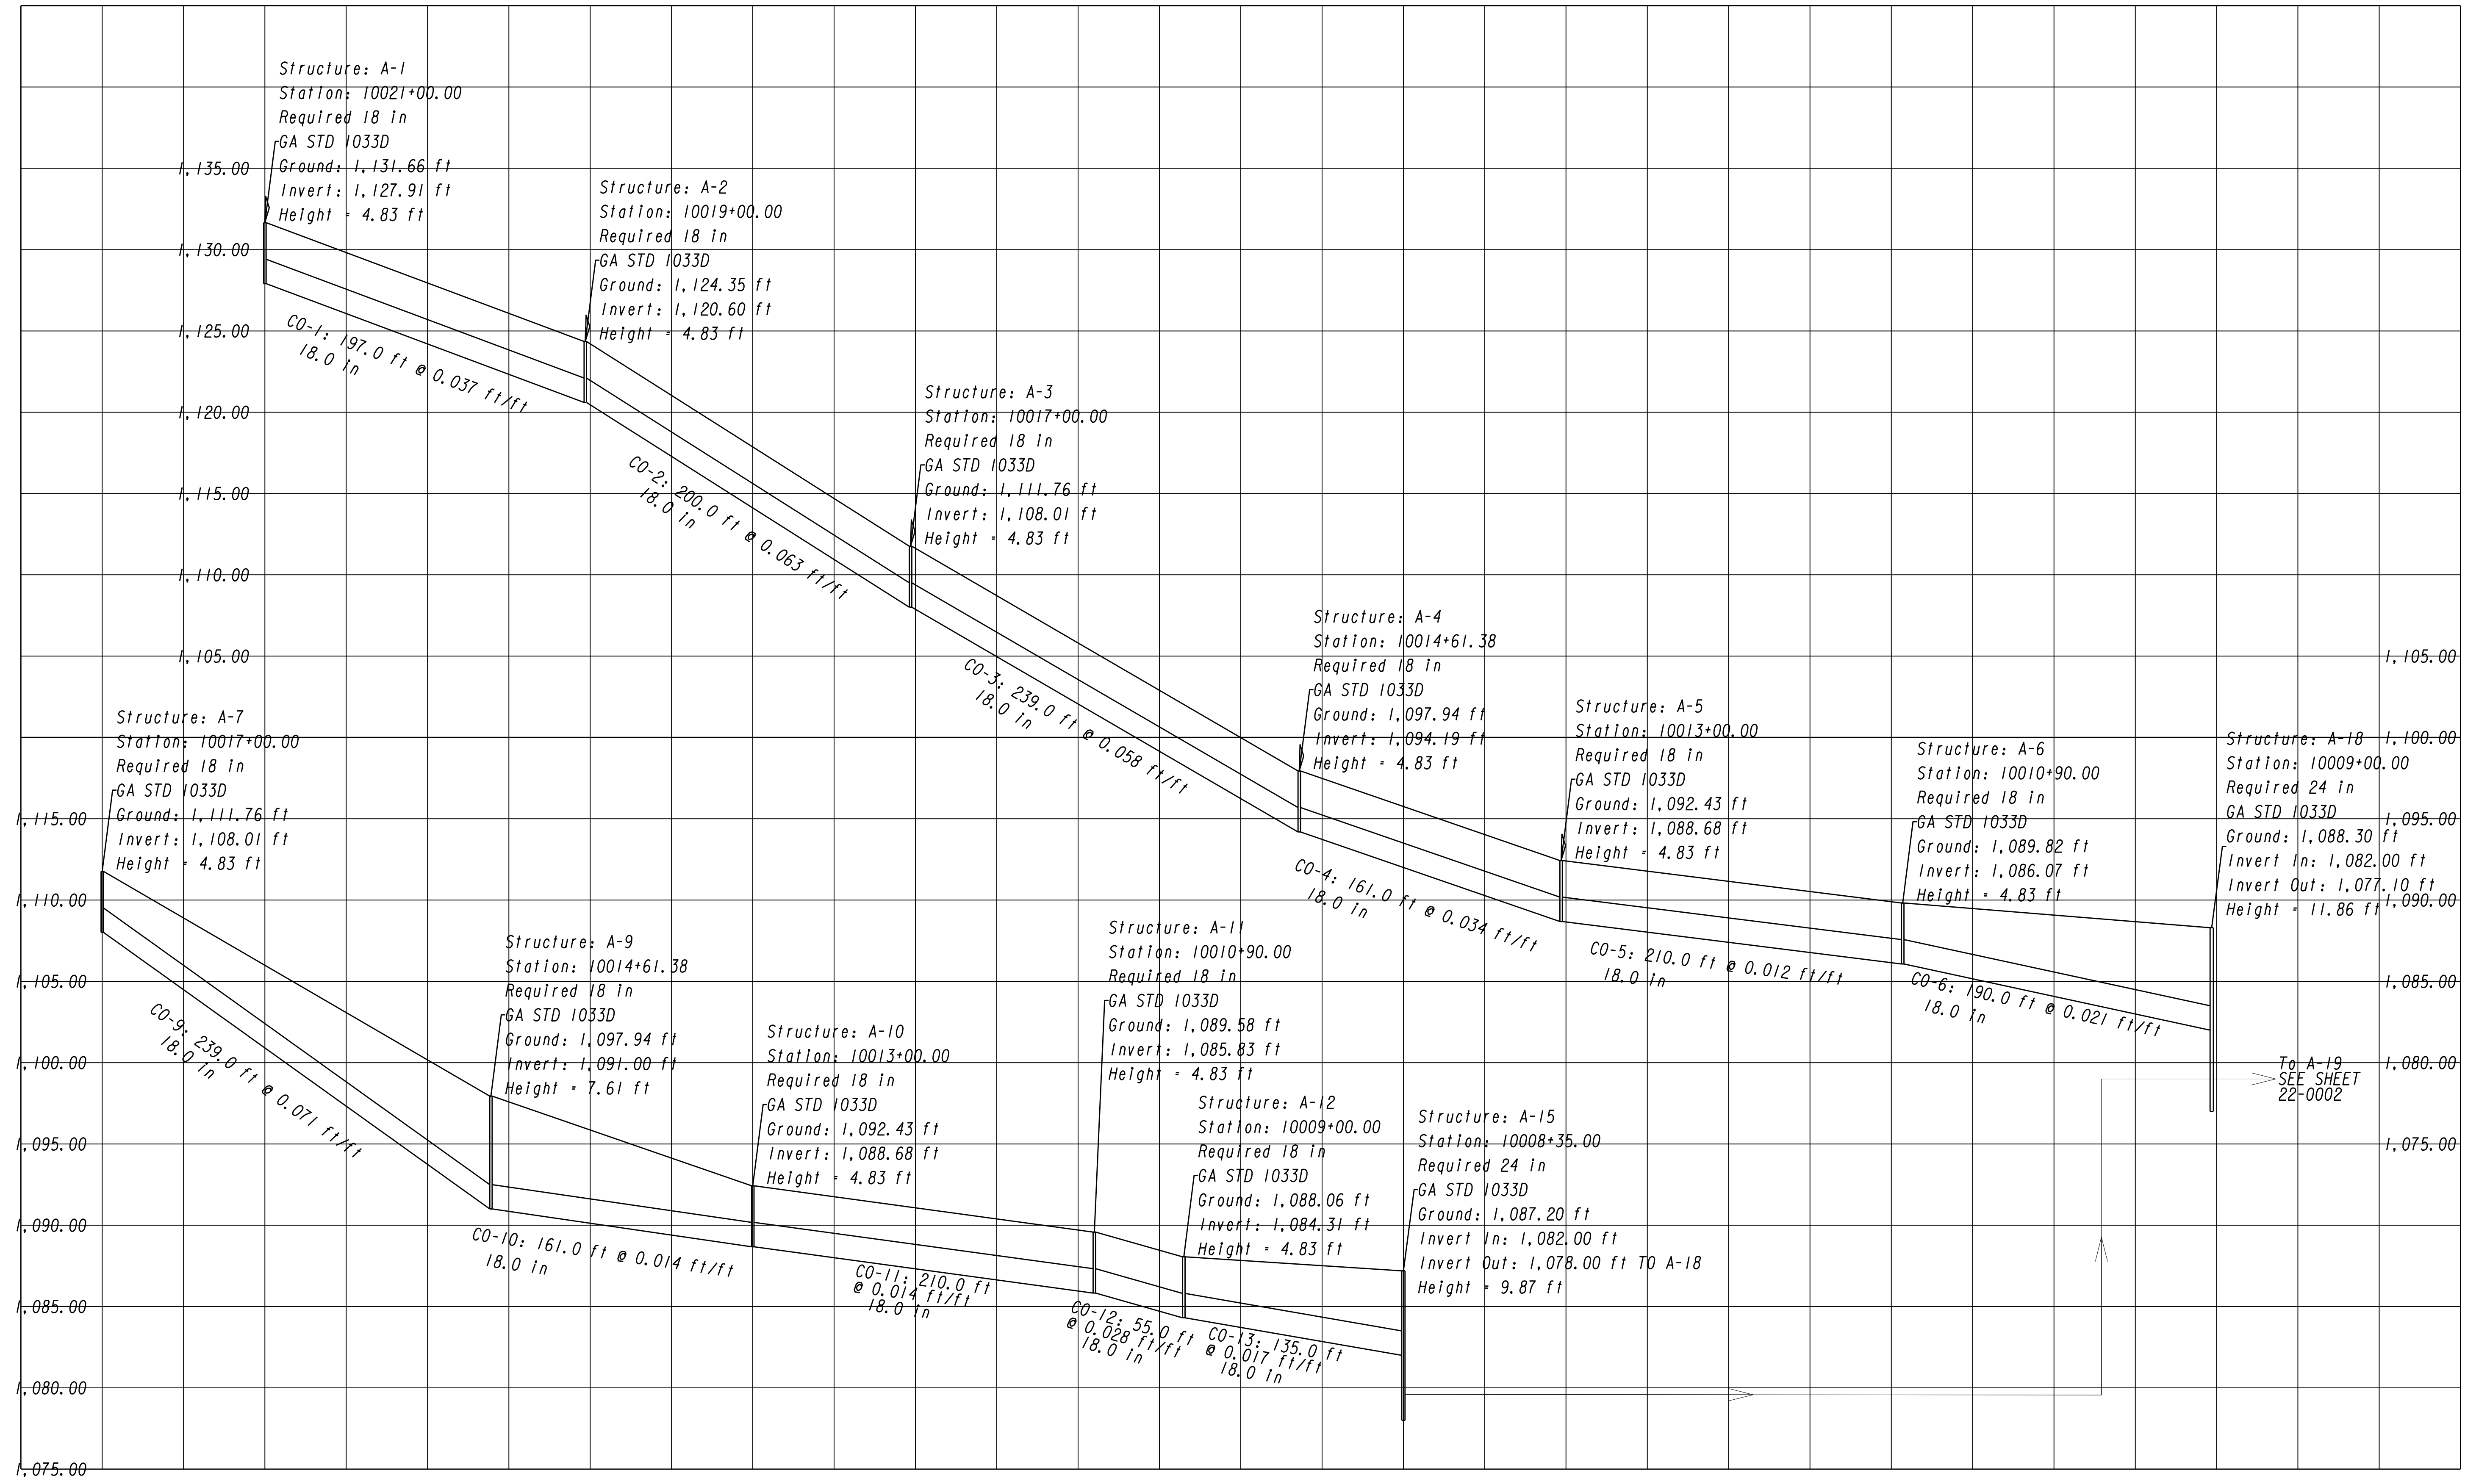 Structure: A-1
Station: 10021+00.00
Required 18 in
GA STD 1033D
Ground: 1,131.66 ft
Invert: 1,127.91 ft
Height = 4.83 ft
Structure: A-2
Station: 10019+00.00
Required 18 in
GA STD 1033D
Ground: 1,124.35 ft
Invert: 1,120.60 ft
Height = 4.83 ft
Structure: A-3
Station: 10017+00.00
Required 18 in
GA STD 1033D
Ground: 1,111.76 ft
Invert: 1,108.01 ft
Height = 4.83 ft
Structure: A-4
Station: 10014+61.38
Required 18 in
GA STD 1033D
Ground: 1,097.94 ft
Invert: 1,094.19 ft
Height = 4.83 ft
Structure: A-5
Station: 10013+00.00
Required 18 in
GA STD 1033D
Ground: 1,092.43 ft
Invert: 1,088.68 ft
Height = 4.83 ft
Structure: A-6
Station: 10010+90.00
Required 18 in
GA STD 1033D
Ground: 1,089.82 ft
Invert: 1,086.07 ft
Height = 4.83 ft
Structure: A-18
Station: 10009+00.00
Required 24 in
GA STD 1033D
Ground: 1,088.30 ft
Invert In: 1,082.00 ft
Invert Out: 1,077.10 ft
Height = 11.86 ft
1,135.00
1,130.00
1,125.00
1,120.00
1,115.00
1,110.00
1,105.00
CO-1: 197.0 ft @ 0.037 ft/ft
18.0 in
CO-2: 200.0 ft @ 0.063 ft/ft
18.0 in
CO-3: 239.0 ft @ 0.058 ft/ft
18.0 in
CO-4: 161.0 ft @ 0.034 ft/ft
18.0 in
CO-5: 210.0 ft @ 0.012 ft/ft
18.0 in
CO-6: 190.0 ft @ 0.021 ft/ft
18.0 in
1,105.00
1,100.00
1,095.00
1,090.00
1,085.00
1,080.00
1,075.00
To A-19
SEE SHEET
22-0002
Structure: A-7
Station: 10017+00.00
Required 18 in
GA STD 1033D
Ground: 1,111.76 ft
Invert: 1,108.01 ft
Height = 4.83 ft
Structure: A-9
Station: 10014+61.38
Required 18 in
GA STD 1033D
Ground: 1,097.94 ft
Invert: 1,091.00 ft
Height = 7.61 ft
Structure: A-10
Station: 10013+00.00
Required 18 in
GA STD 1033D
Ground: 1,092.43 ft
Invert: 1,088.68 ft
Height = 4.83 ft
Structure: A-11
Station: 10010+90.00
Required 18 in
GA STD 1033D
Ground: 1,089.58 ft
Invert: 1,085.83 ft
Height = 4.83 ft
Structure: A-12
Station: 10009+00.00
Required 18 in
GA STD 1033D
Ground: 1,088.06 ft
Invert: 1,084.31 ft
Height = 4.83 ft
Structure: A-15
Station: 10008+35.00
Required 24 in
GA STD 1033D
Ground: 1,087.20 ft
Invert In: 1,082.00 ft
Invert Out: 1,078.00 ft TO A-18
Height = 9.87 ft
1,115.00
1,110.00
1,105.00
1,100.00
1,095.00
1,090.00
1,085.00
1,080.00
1,075.00
CO-9: 239.0 ft @ 0.071 ft/ft
18.0 in
CO-10: 161.0 ft @ 0.014 ft/ft
18.0 in
CO-11: 210.0 ft
@ 0.014 ft/ft
18.0 in
CO-12: 55.0 ft
@ 0.028 ft/ft
18.0 in
CO-13: 135.0 ft
@ 0.017 ft/ft
18.0 in